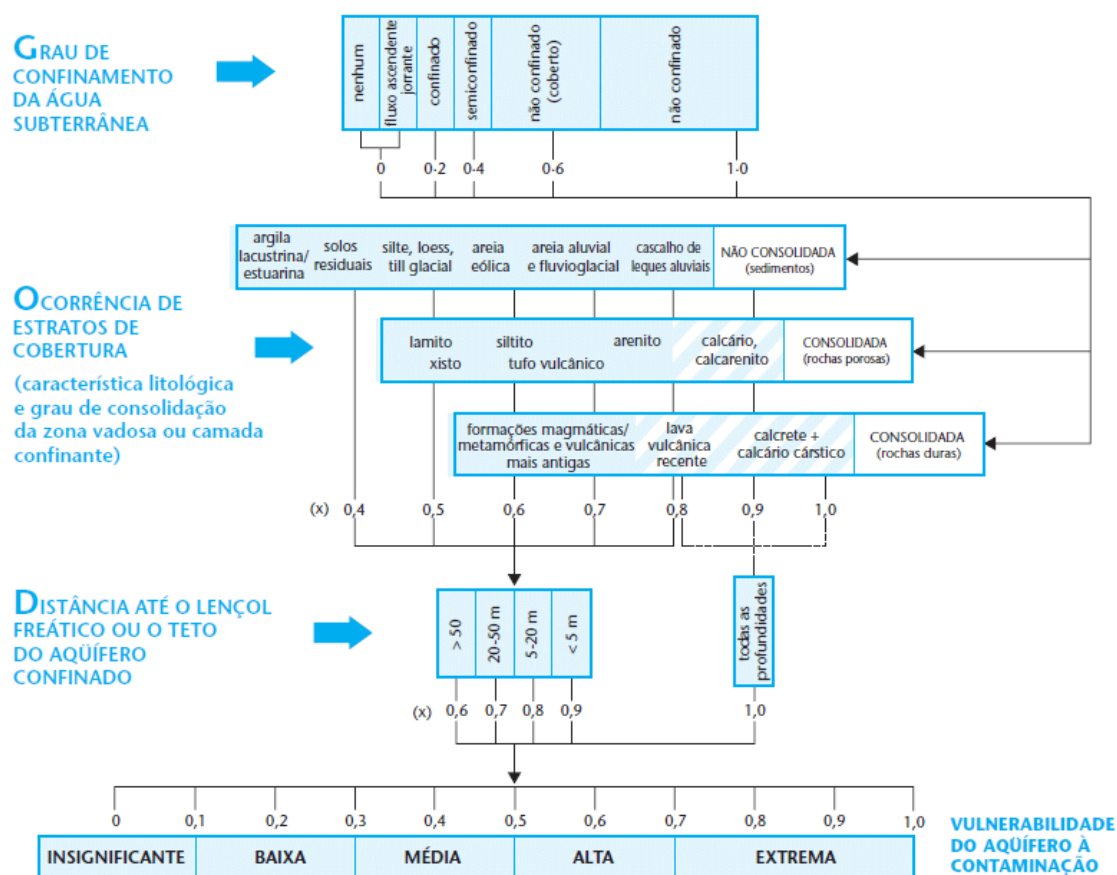 GRAU DE
CONFINAMENTO
DA ÁGUA
SUBTERRÂNEA
nenhum
fluxo ascendente
jorrante
confinado
semiconfinado
não confinado
(coberto)
não confinado
0
0·2
0·4
0·6
1·0
OCORRÊNCIA DE
ESTRATOS DE
COBERTURA
(característica litológica
e grau de consolidação
da zona vadosa ou camada
confinante)
argila
lacustrina/
estuarina
solos
residuais
silte, loess,
till glacial
areia
eólica
areia aluvial
e fluvioglacial
cascalho de
leques aluviais
NÃO CONSOLIDADA
(sedimentos)
lamito
xisto
siltito
tufo vulcânico
arenito
calcário,
calcarenito
CONSOLIDADA
(rochas porosas)
formações magmáticas/
metamórficas e vulcânicas
mais antigas
lava
vulcânica
recente
calcrete +
calcário cárstico
CONSOLIDADA
(rochas duras)
(x) 0,4 0,5 0,6 0,7 0,8 0,9 1,0
DISTÂNCIA ATÉ O LENÇOL
FREÁTICO OU O TETO
DO AQÜÍFERO
CONFINADO
> 50
20-50 m
5-20 m
< 5 m
todas as
profundidades
(x) 0,6 0,7 0,8 0,9 1,0
0 0,1 0,2 0,3 0,4 0,5 0,6 0,7 0,8 0,9 1,0
INSIGNIFICANTE BAIXA MÉDIA ALTA EXTREMA
VULNERABILIDADE
DO AQÜÍFERO À
CONTAMINAÇÃO